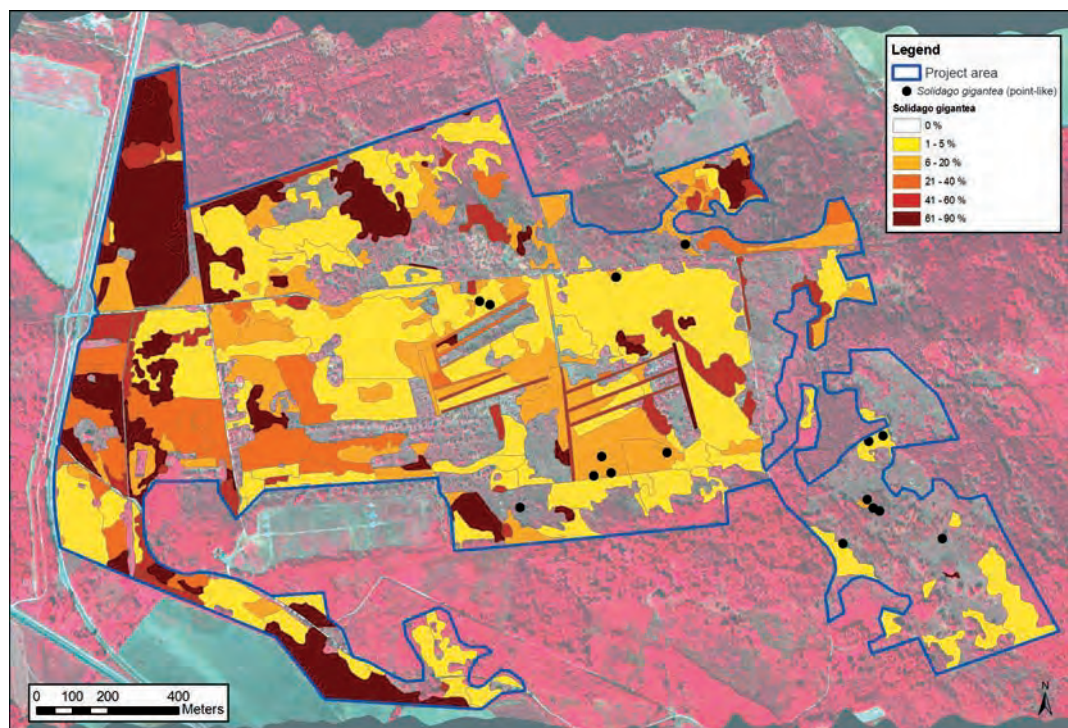 Legend
Project area
Solidago gigantea (point-like)
Solidago gigantea
0 %
1 - 5 %
6 - 20 %
21 - 40 %
41 - 60 %
61 - 90 %
N
0 100 200 400
Meters